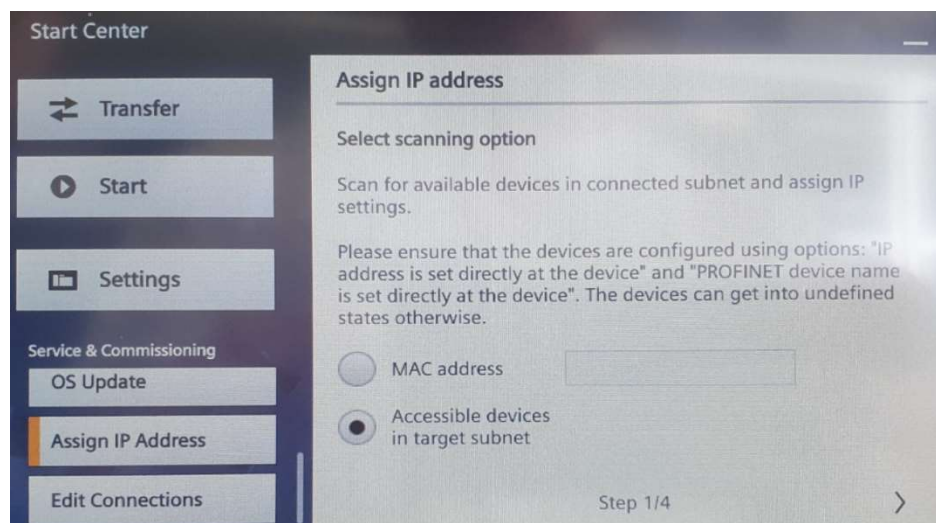 Start Center
Transfer
Start
Settings
Service & Commissioning
OS Update
Assign IP Address
Edit Connections
Assign IP address
Select scanning option
Scan for available devices in connected subnet and assign IP
settings.
Please ensure that the devices are configured using options: "IP
address is set directly at the device" and "PROFINET device name
is set directly at the device". The devices can get into undefined
states otherwise.
MAC address
Accessible devices
in target subnet
Step 1/4